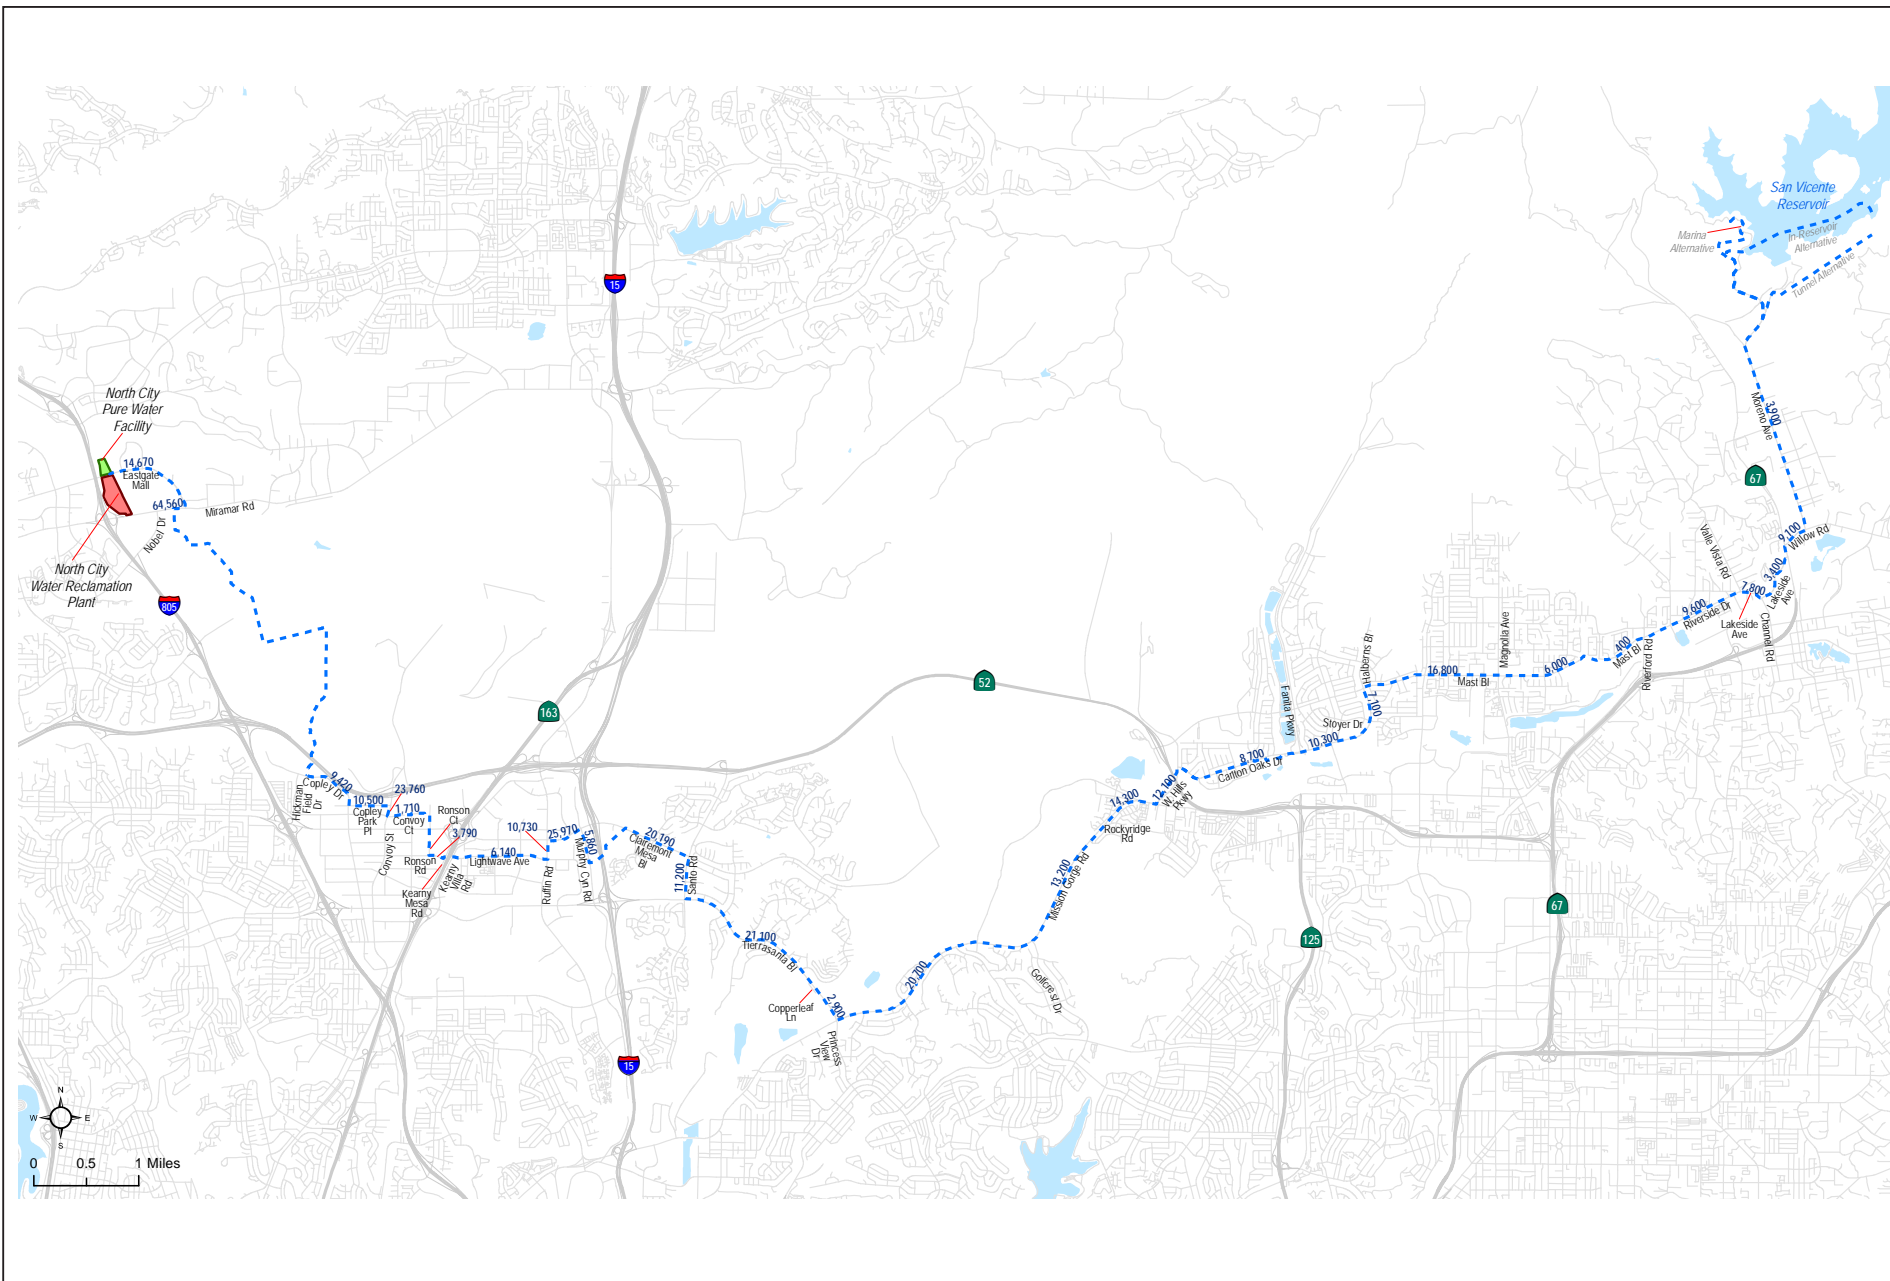 San Vicente
Reservoir
Marina
Alternative
In-Reservoir
Alternative
Tunnel Alternative
15
North City
Pure Water
Facility
14,670
Eastgate
Mall
64,560
Miramar Rd
Nobel Dr
North City
Water Reclamation
Plant
805
3,900
Moreno Ave
67
9,100
Willow Rd
Valle Vista Rd
3,400
7,800
Lakeside
Ave
9,600
Riverside Dr
Lakeside
Ave
Channel Rd
400
Mast Bl
Riverford Rd
6,000
Magnolia Ave
16,800
Mast Bl
Halberns Bl
7,100
52
163
Fanita Pkwy
Stoyer Dr
10,300
8,700
Carlton Oaks Dr
12,100
W. Hills
Pkwy
14,300
Rockyridge
Rd
Hickman
Field
Dr
9,420
Copley Dr
10,500
Copley
Park
Pl
23,760
1,710
Convoy
Ct
Ronson
Ct
3,790
Convoy St
Ronson
Rd
Kearny
Mesa
Rd
Kearny
Villa
Rd
6,140
Lightwave Ave
10,730
25,970
Ruffin Rd
5,860
Murphy Cyn Rd
20,190
Clairemont
Mesa
Bl
11,200
Santo Rd
13,200
Mission Gorge Rd
67
125
21,100
Tierrasanta Bl
20,700
Golfcrest Dr
Copperleaf
Ln
2,900
Princess
View
Dr
15
N
W E
S
0 0.5 1 Miles